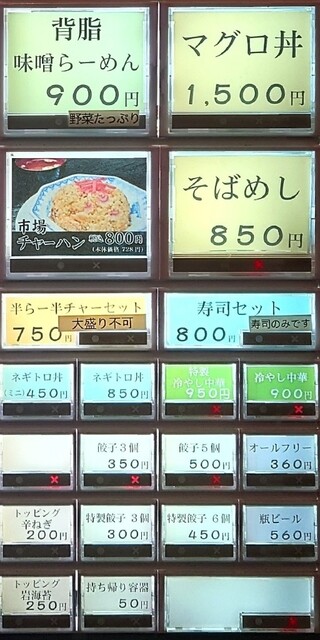 背脂
味噌らーめん
900円
野菜たっぷり
マグロ丼
1,500円
市場
チャーハン
税込800円
(本体価格 728円)
そばめし
850円
半らー半チャーセット
750円
大盛り不可
寿司セット
800円
寿司のみです
ネギトロ丼
(ミニ)450円
ネギトロ丼
850円
特製
冷やし中華
950円
冷やし中華
900円
餃子3個
350円
餃子5個
500円
オールフリー
360円
トッピング
辛ねぎ
200円
特製餃子 3個
300円
特製餃子 6個
450円
瓶ビール
560円
トッピング
岩海苔
250円
持ち帰り容器
50円